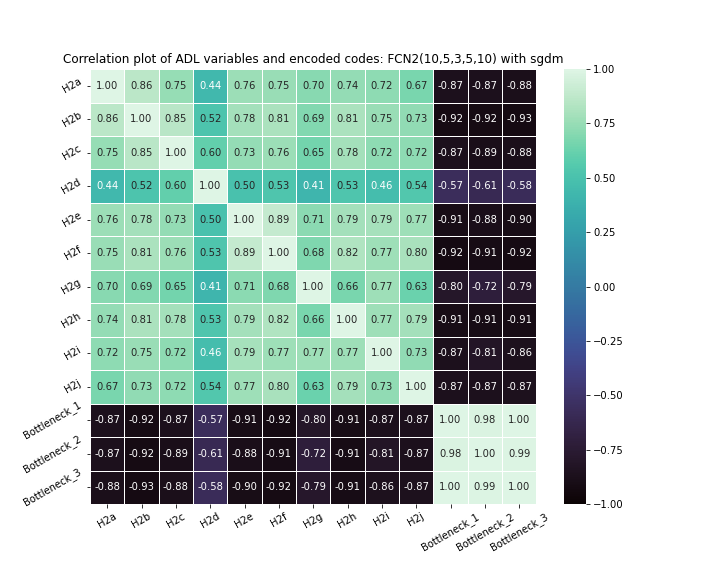 Correlation plot of ADL variables and encoded codes: FCN2(10,5,3,5,10) with sgdm
H2a 1.00 0.86 0.75 0.44 0.76 0.75 0.70 0.74 0.72 0.67 -0.87 -0.87 -0.88
H2b 0.86 1.00 0.85 0.52 0.78 0.81 0.69 0.81 0.75 0.73 -0.92 -0.92 -0.93
H2c 0.75 0.85 1.00 0.60 0.73 0.76 0.65 0.78 0.72 0.72 -0.87 -0.89 -0.88
H2d 0.44 0.52 0.60 1.00 0.50 0.53 0.41 0.53 0.46 0.54 -0.57 -0.61 -0.58
H2e 0.76 0.78 0.73 0.50 1.00 0.89 0.71 0.79 0.79 0.77 -0.91 -0.88 -0.90
H2f 0.75 0.81 0.76 0.53 0.89 1.00 0.68 0.82 0.77 0.80 -0.92 -0.91 -0.92
H2g 0.70 0.69 0.65 0.41 0.71 0.68 1.00 0.66 0.77 0.63 -0.80 -0.72 -0.79
H2h 0.74 0.81 0.78 0.53 0.79 0.82 0.66 1.00 0.77 0.79 -0.91 -0.91 -0.91
H2i 0.72 0.75 0.72 0.46 0.79 0.77 0.77 0.77 1.00 0.73 -0.87 -0.81 -0.86
H2j 0.67 0.73 0.72 0.54 0.77 0.80 0.63 0.79 0.73 1.00 -0.87 -0.87 -0.87
Bottleneck_1 -0.87 -0.92 -0.87 -0.57 -0.91 -0.92 -0.80 -0.91 -0.87 -0.87 1.00 0.98 1.00
Bottleneck_2 -0.87 -0.92 -0.89 -0.61 -0.88 -0.91 -0.72 -0.91 -0.81 -0.87 0.98 1.00 0.99
Bottleneck_3 -0.88 -0.93 -0.88 -0.58 -0.90 -0.92 -0.79 -0.91 -0.86 -0.87 1.00 0.99 1.00
H2a H2b H2c H2d H2e H2f H2g H2h H2i H2j Bottleneck_1 Bottleneck_2 Bottleneck_3
1.00
0.75
0.50
0.25
0.00
−0.25
−0.50
−0.75
−1.00